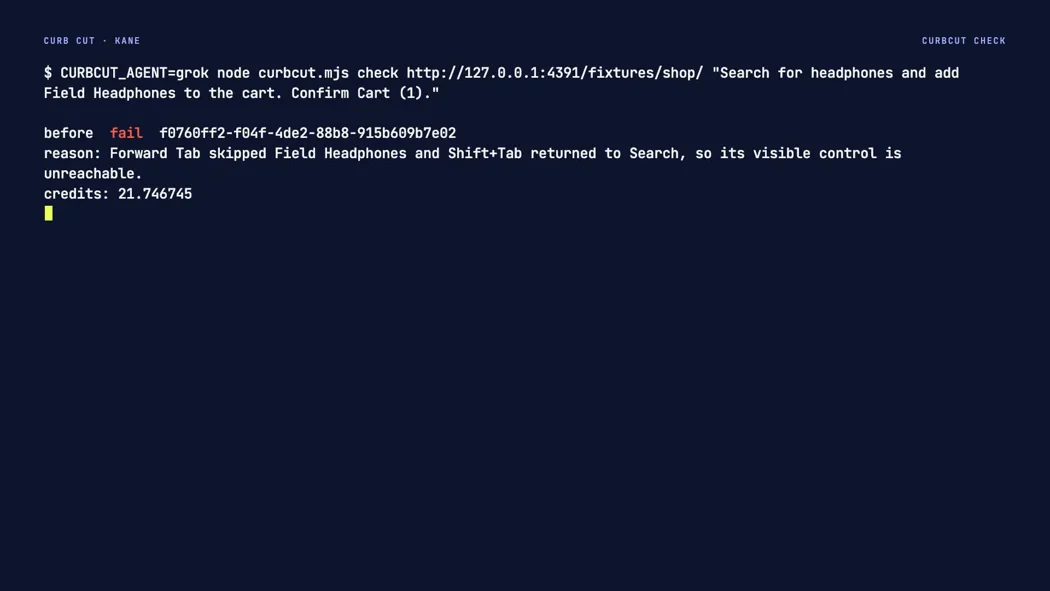 CURB CUT · KANE
CURBCUT CHECK
$ CURBCUT_AGENT=grok node curbcut.mjs check http://127.0.0.1:4391/fixtures/shop/ "Search for headphones and add
Field Headphones to the cart. Confirm Cart (1)."
before fail f0760ff2-f04f-4de2-88b8-915b609b7e02
reason: Forward Tab skipped Field Headphones and Shift+Tab returned to Search, so its visible control is
unreachable.
credits: 21.746745